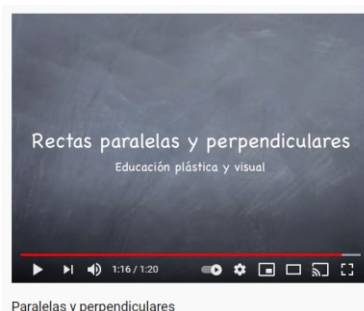 Rectas paralelas y perpendiculares
Educación plástica y visual
1:16 / 1:20
Paralelas y perpendiculares